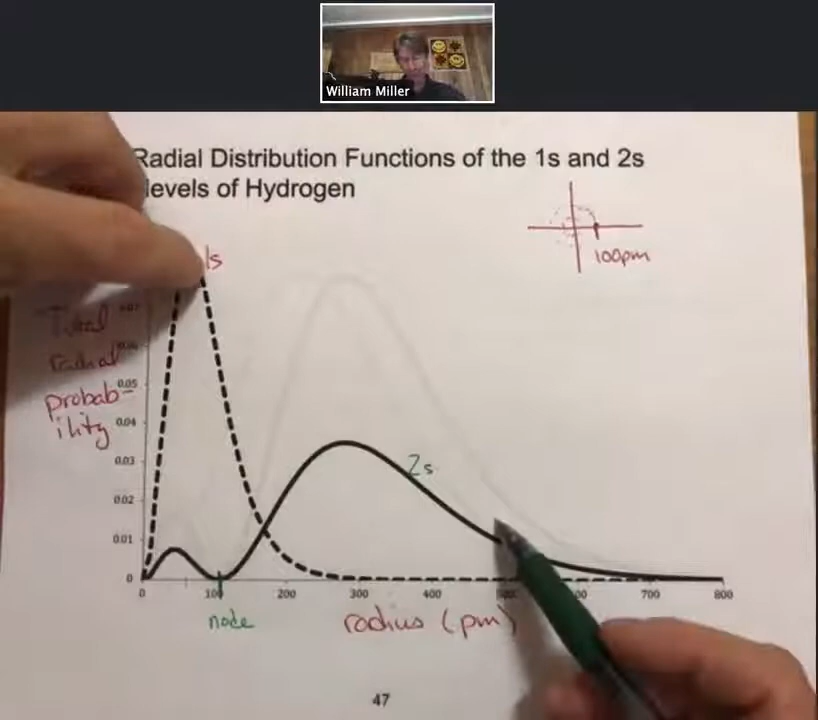 William Miller
Radial Distribution Functions of the 1s and 2s
levels of Hydrogen
1s
100pm
Total
radial
probab-
ility
0.05
0.04
0.03
0.02
0.01
0
2s
0 200 300 400 700 800
node
radius (pm)
47